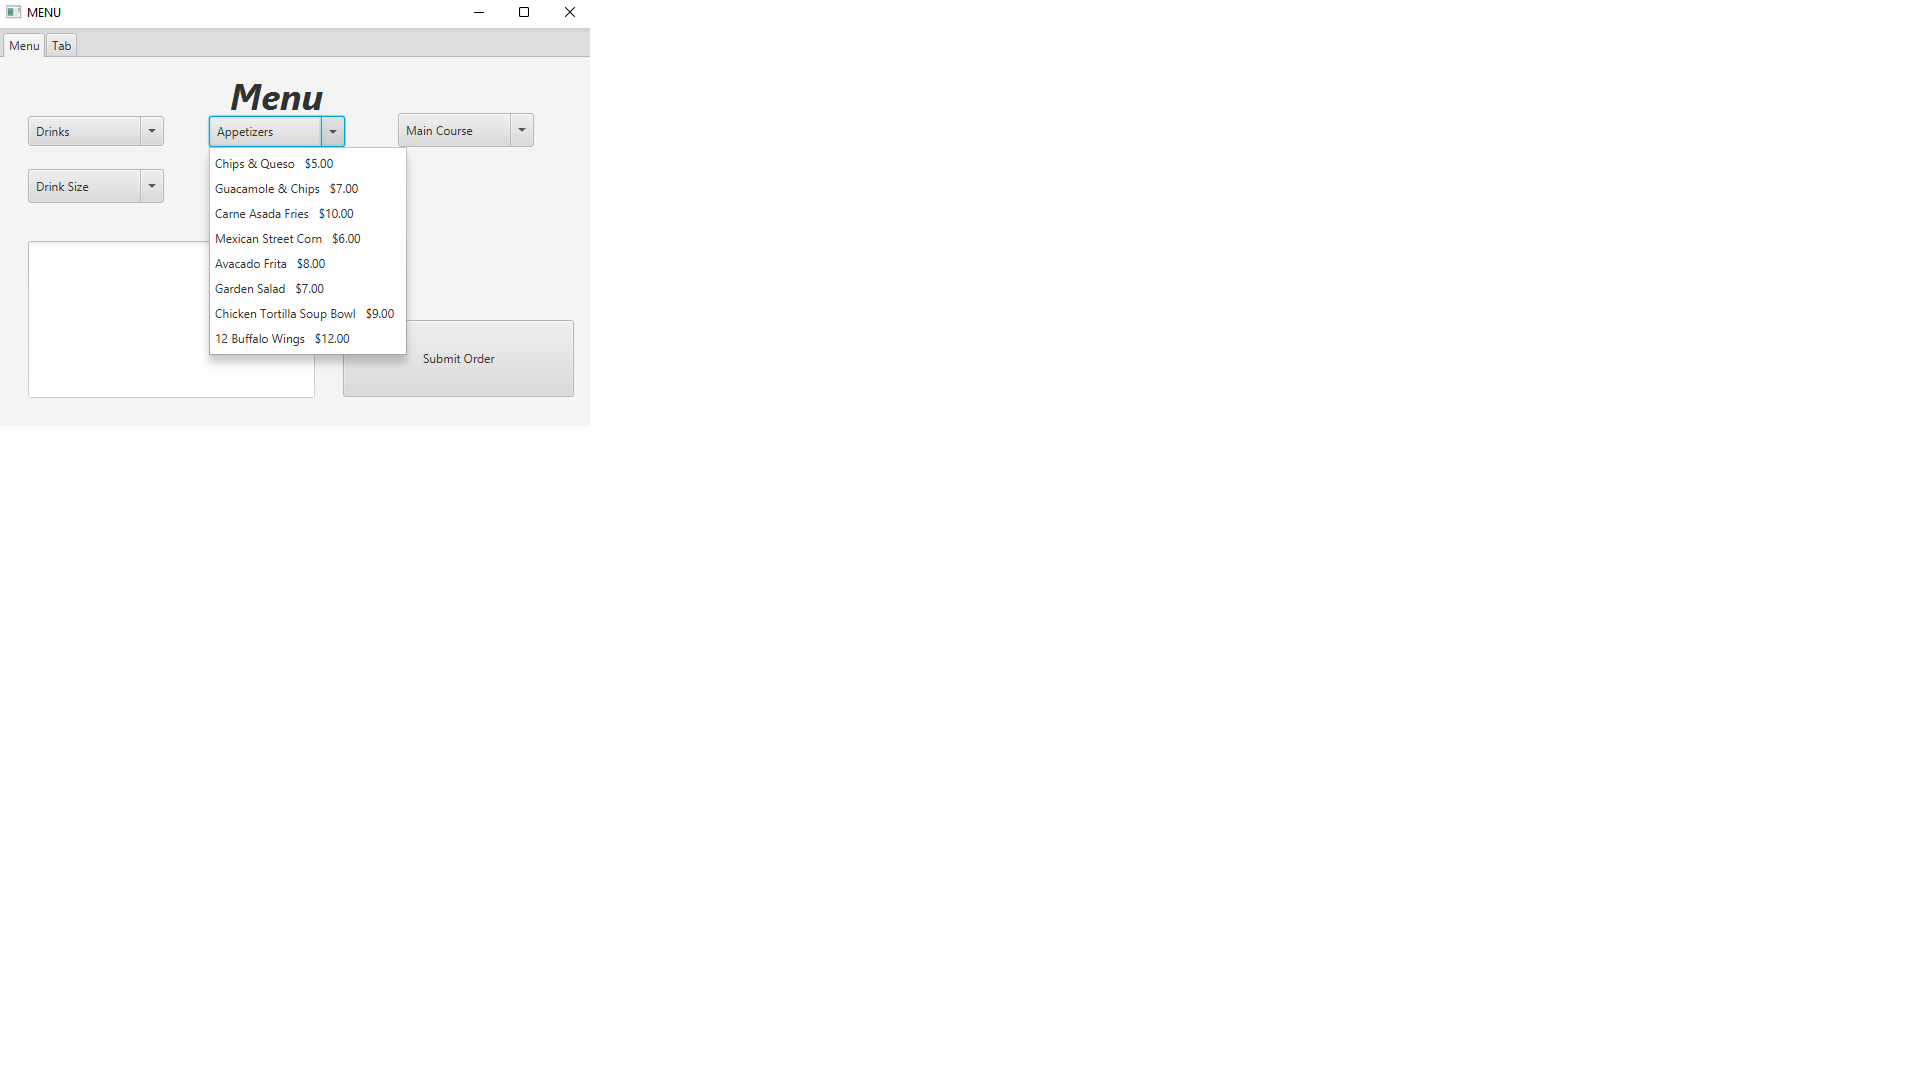 MENU
Menu Tab
Menu
Drinks Appetizers Main Course
Drink Size
Chips & Queso $5.00
Guacamole & Chips $7.00
Carne Asada Fries $10.00
Mexican Street Corn $6.00
Avacado Frita $8.00
Garden Salad $7.00
Chicken Tortilla Soup Bowl $9.00
12 Buffalo Wings $12.00
Submit Order